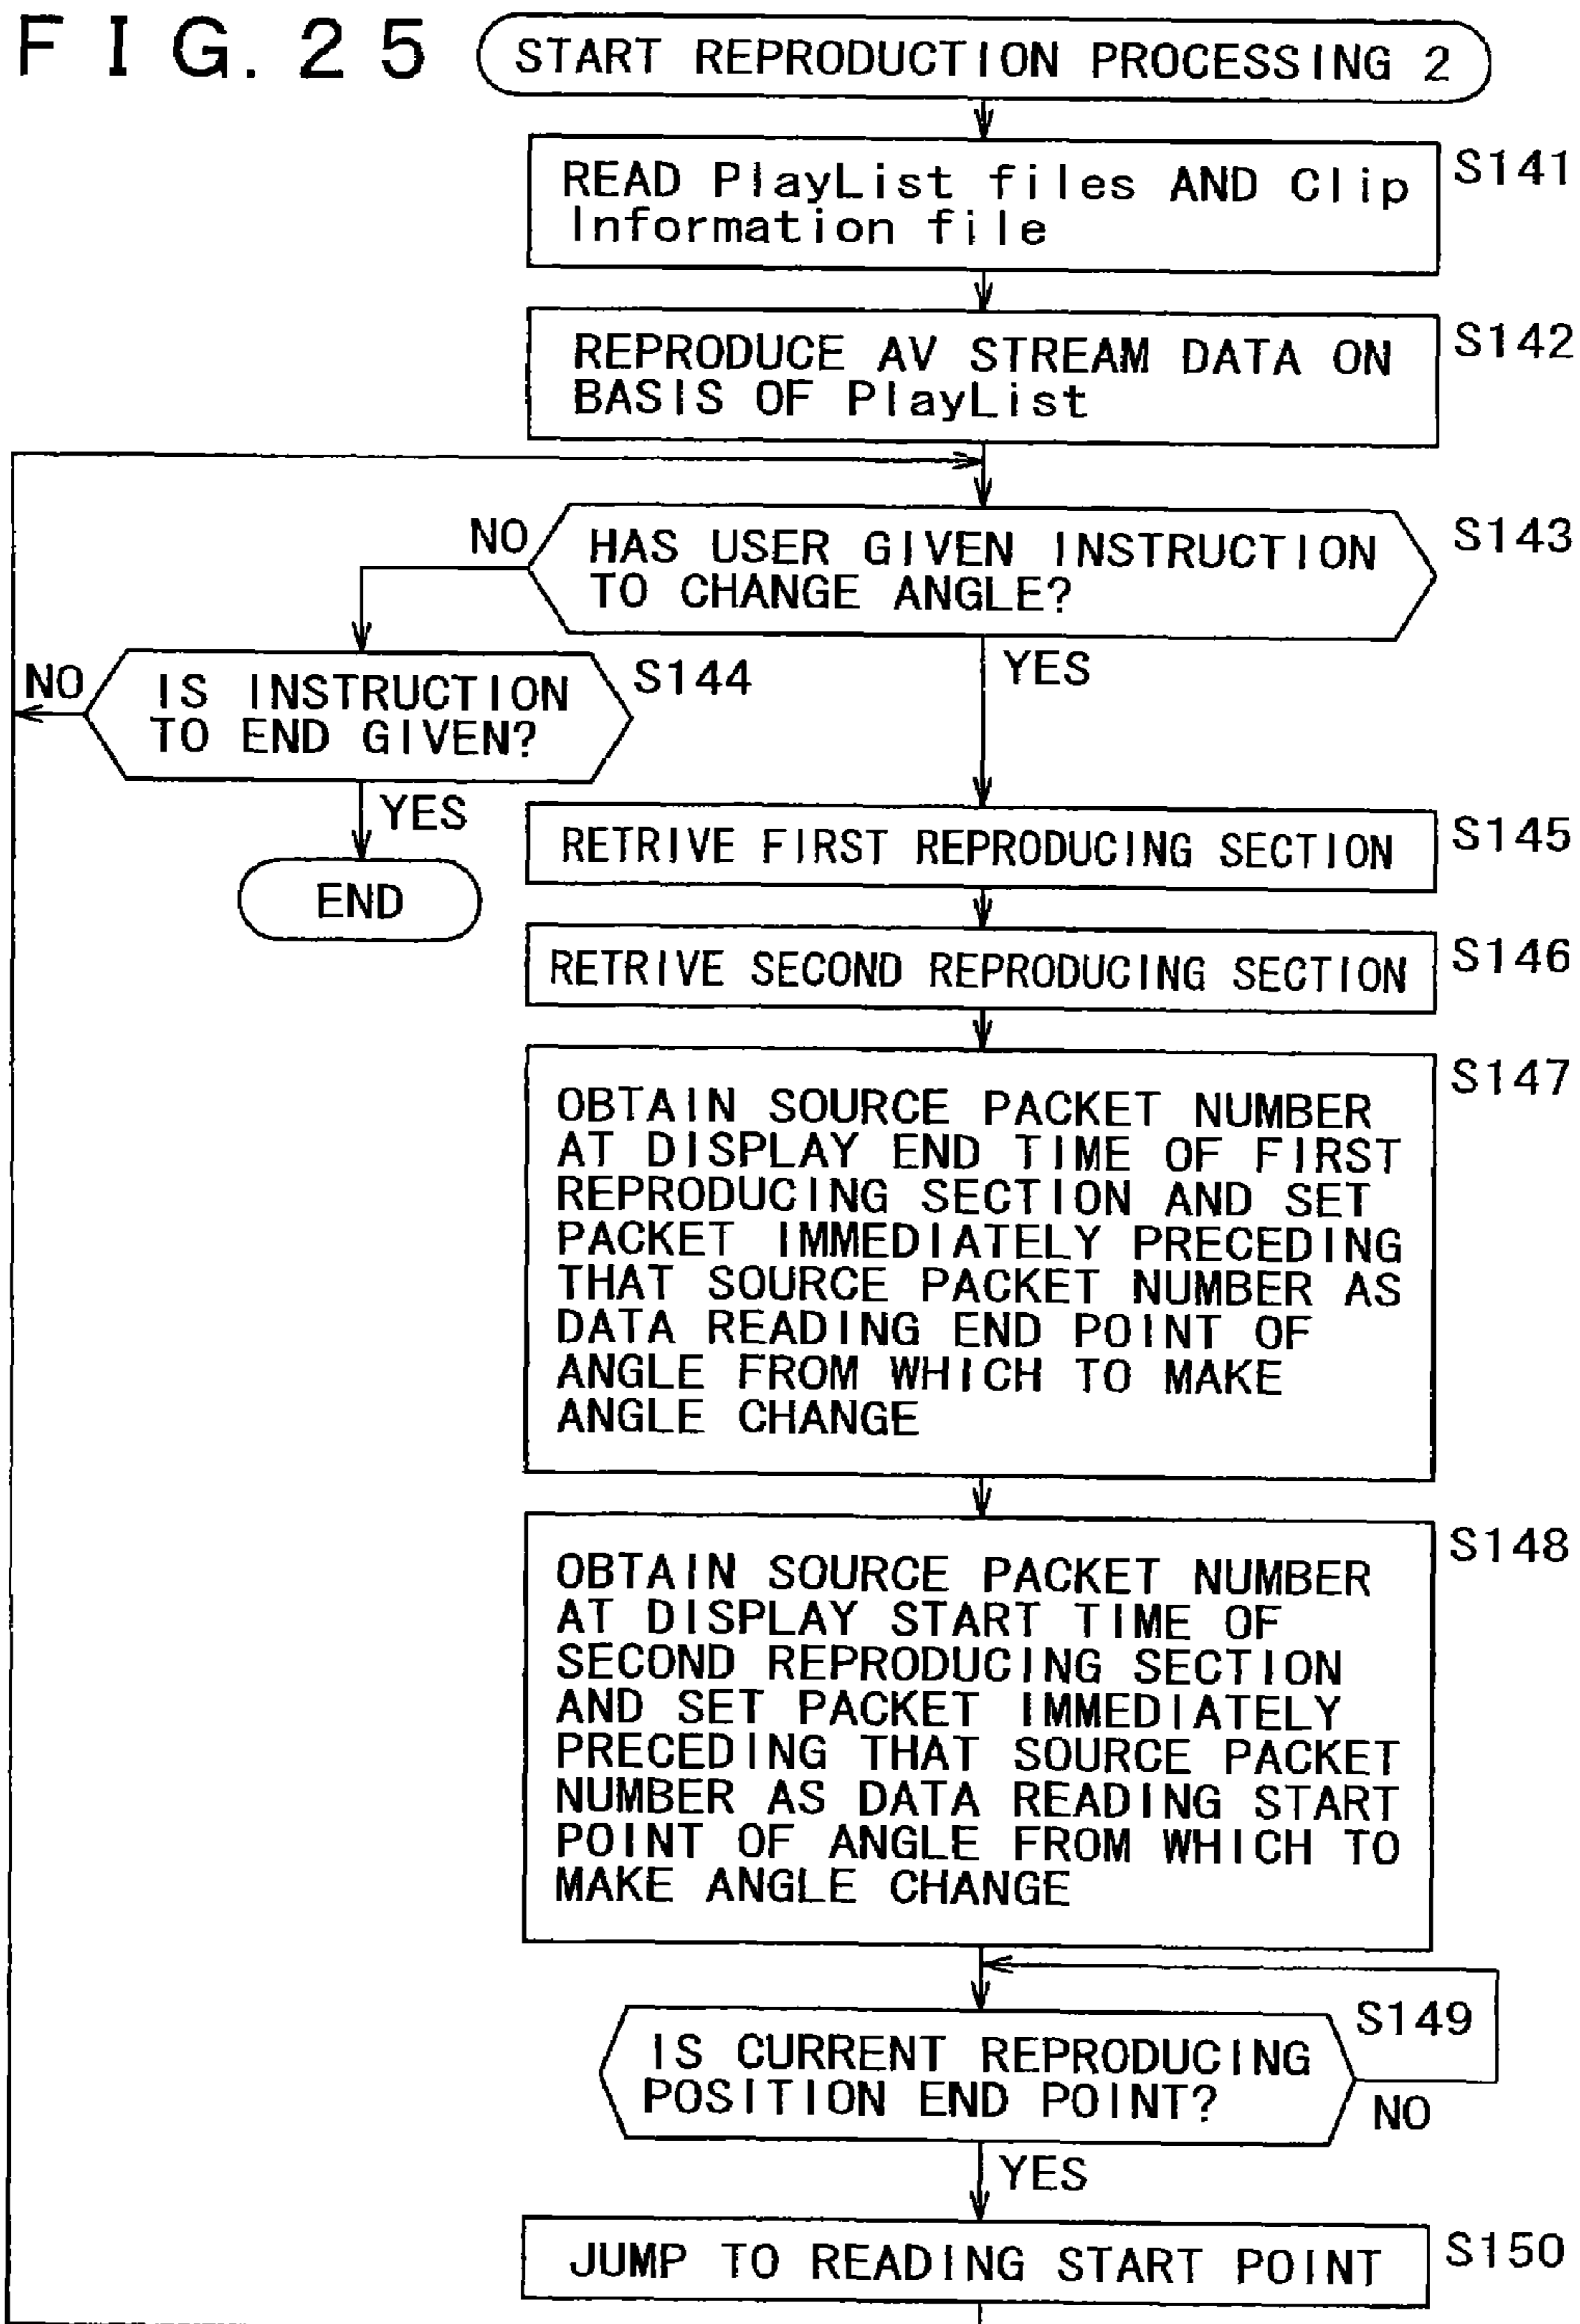 FIG. 25
START REPRODUCTION PROCESSING 2
READ PlayList files AND Clip
Information file
S141
REPRODUCE AV STREAM DATA ON
BASIS OF PlayList
S142
HAS USER GIVEN INSTRUCTION
TO CHANGE ANGLE?
S143
NO
YES
IS INSTRUCTION
TO END GIVEN?
S144
NO
YES
END
RETRIVE FIRST REPRODUCING SECTION
S145
RETRIVE SECOND REPRODUCING SECTION
S146
OBTAIN SOURCE PACKET NUMBER
AT DISPLAY END TIME OF FIRST
REPRODUCING SECTION AND SET
PACKET IMMEDIATELY PRECEDING
THAT SOURCE PACKET NUMBER AS
DATA READING END POINT OF
ANGLE FROM WHICH TO MAKE
ANGLE CHANGE
S147
OBTAIN SOURCE PACKET NUMBER
AT DISPLAY START TIME OF
SECOND REPRODUCING SECTION
AND SET PACKET IMMEDIATELY
PRECEDING THAT SOURCE PACKET
NUMBER AS DATA READING START
POINT OF ANGLE FROM WHICH TO
MAKE ANGLE CHANGE
S148
IS CURRENT REPRODUCING
POSITION END POINT?
S149
NO
YES
JUMP TO READING START POINT
S150